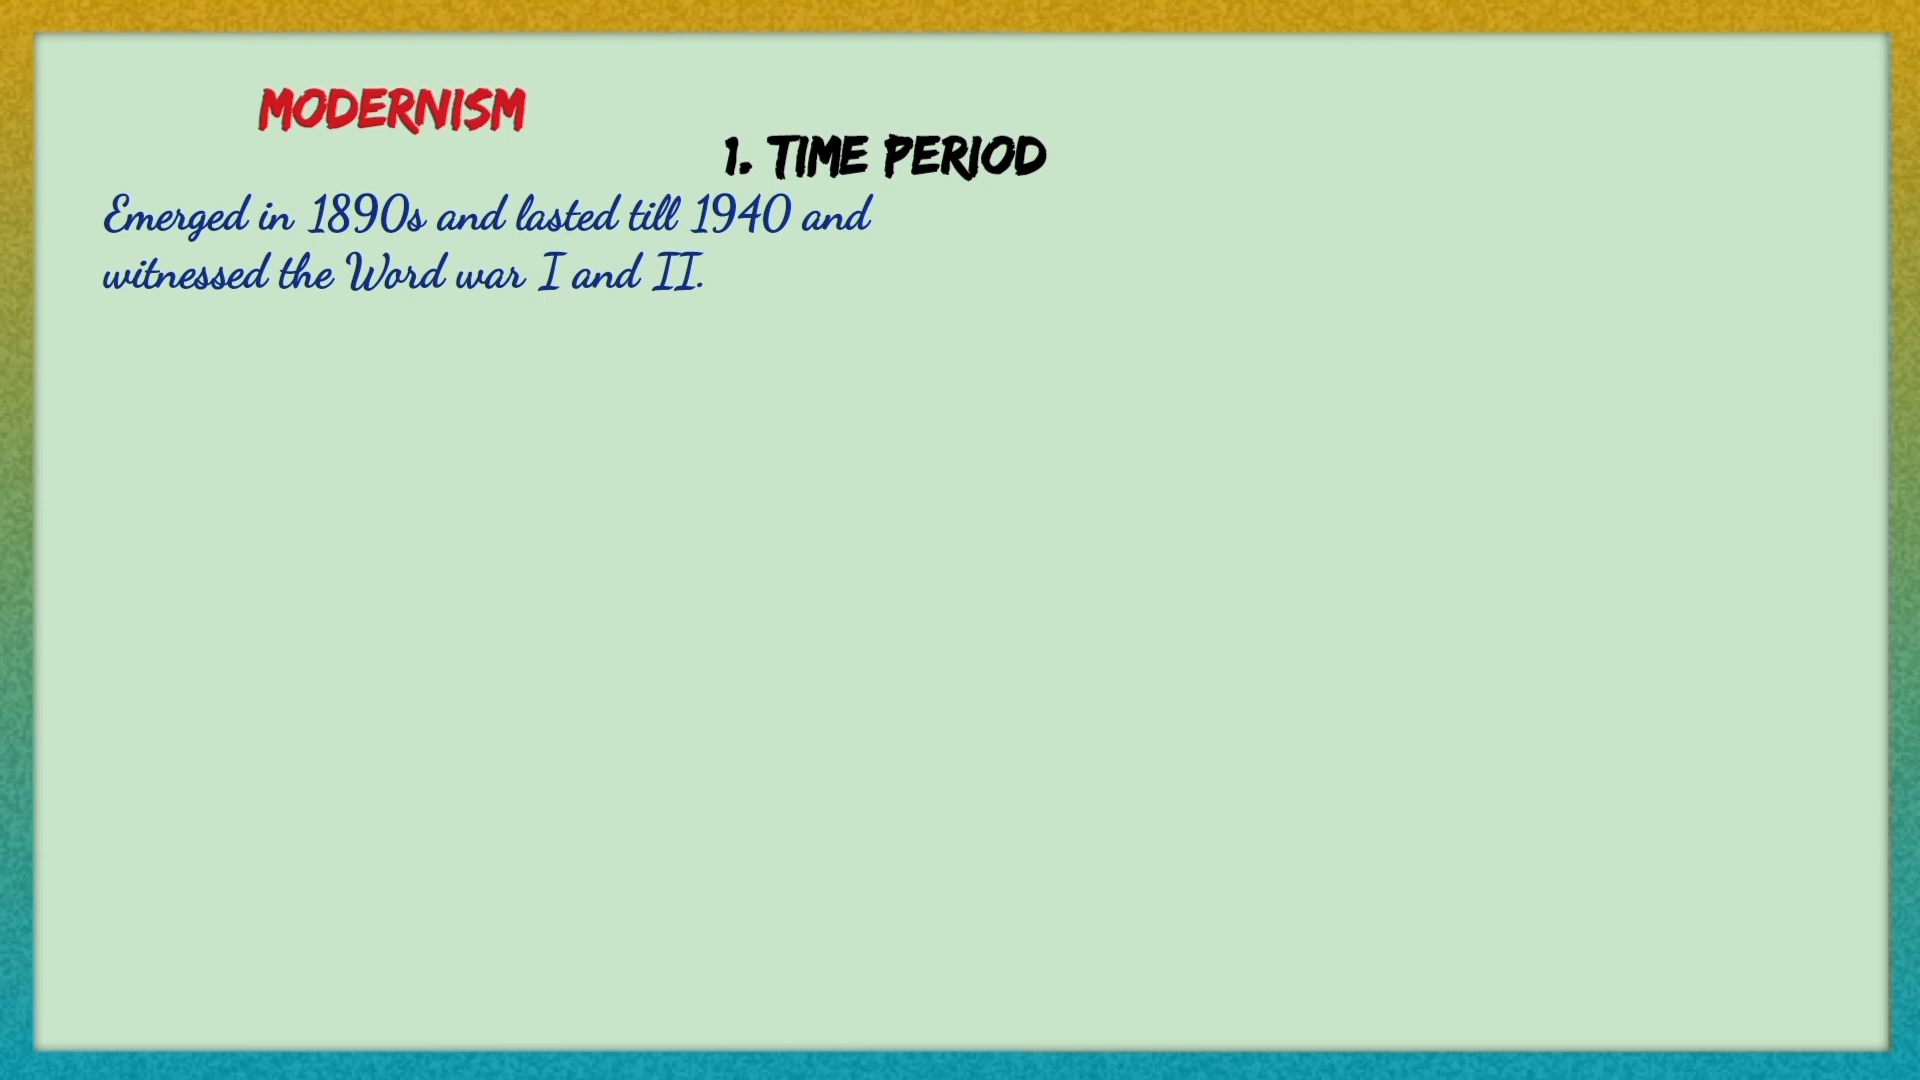 MODERNISM
1. TIME PERIOD
Emerged in 1890s and lasted till 1940 and
witnessed the Word war I and II.